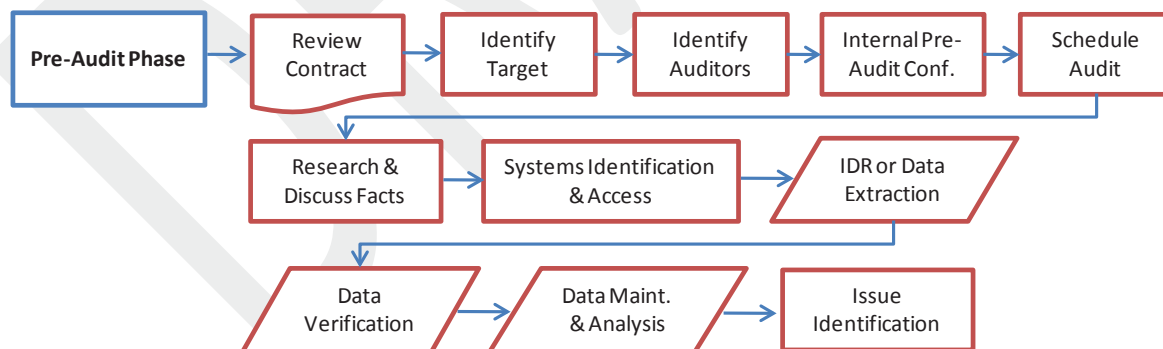 Pre-Audit Phase
Review
Contract
Identify
Target
Identify
Auditors
Internal Pre-
Audit Conf.
Schedule
Audit
Research &
Discuss Facts
Systems Identification
& Access
IDR or Data
Extraction
Data
Verification
Data Maint.
& Analysis
Issue
Identification